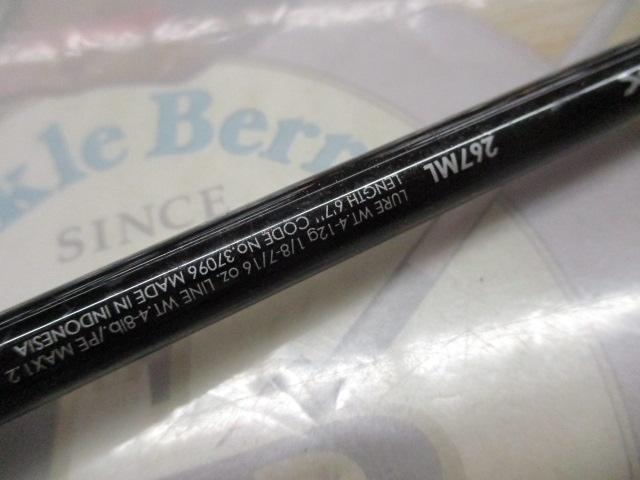 kle Bern
SINCE
267ML
LENGTH 6'7" CODE No.37096 MADE IN INDONESIA
LURE WT.4-12g 1/8-7/16 oz. LINE WT.4-8lb./PE MAX1.2